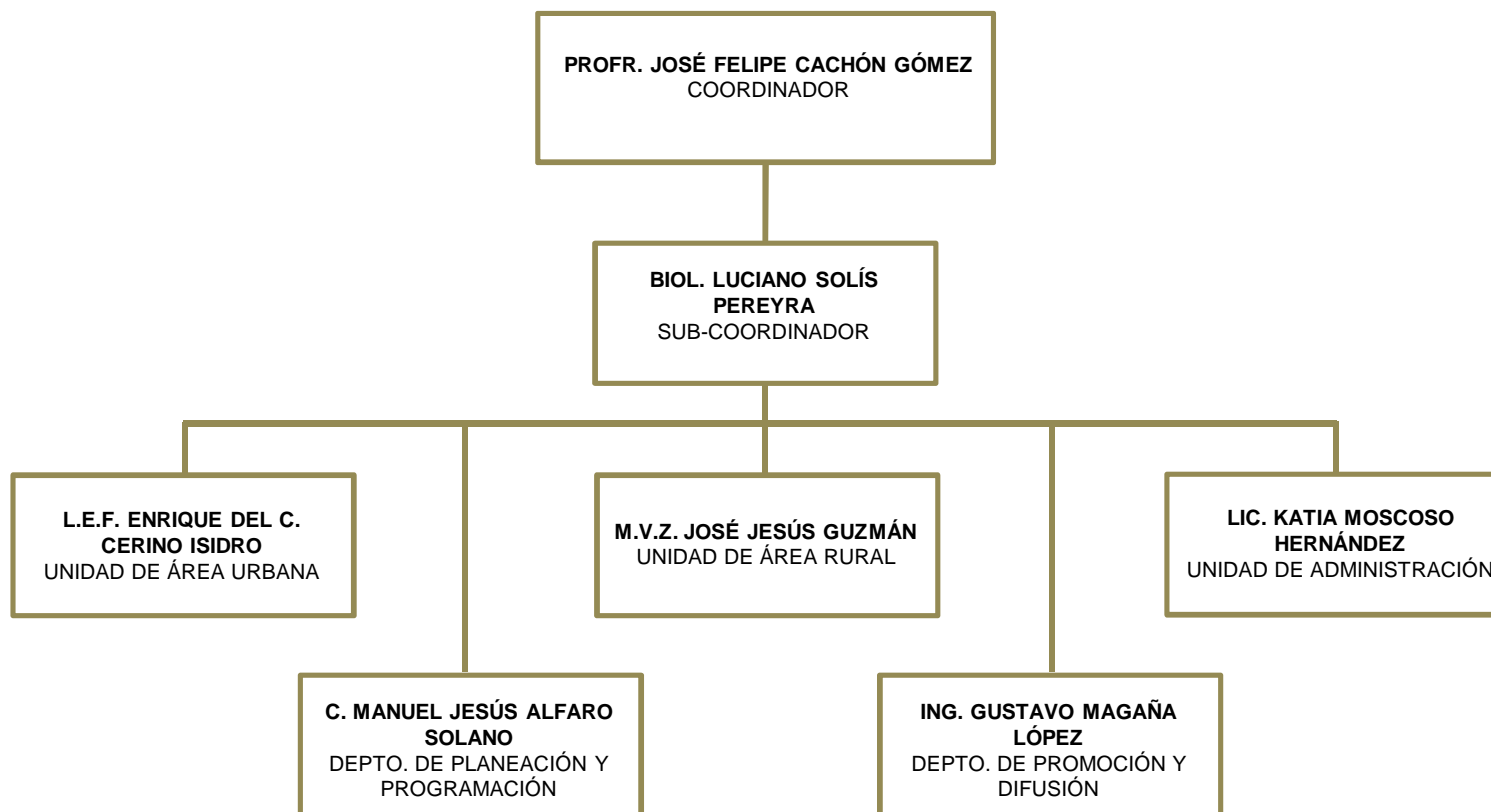 PROFR. JOSÉ FELIPE CACHÓN GÓMEZ
COORDINADOR
BIOL. LUCIANO SOLÍS
PEREYRA
SUB-COORDINADOR
L.E.F. ENRIQUE DEL C.
CERINO ISIDRO
UNIDAD DE ÁREA URBANA
M.V.Z. JOSÉ JESÚS GUZMÁN
UNIDAD DE ÁREA RURAL
LIC. KATIA MOSCOSO
HERNÁNDEZ
UNIDAD DE ADMINISTRACIÓN
C. MANUEL JESÚS ALFARO
SOLANO
DEPTO. DE PLANEACIÓN Y
PROGRAMACIÓN
ING. GUSTAVO MAGAÑA
LÓPEZ
DEPTO. DE PROMOCIÓN Y
DIFUSIÓN